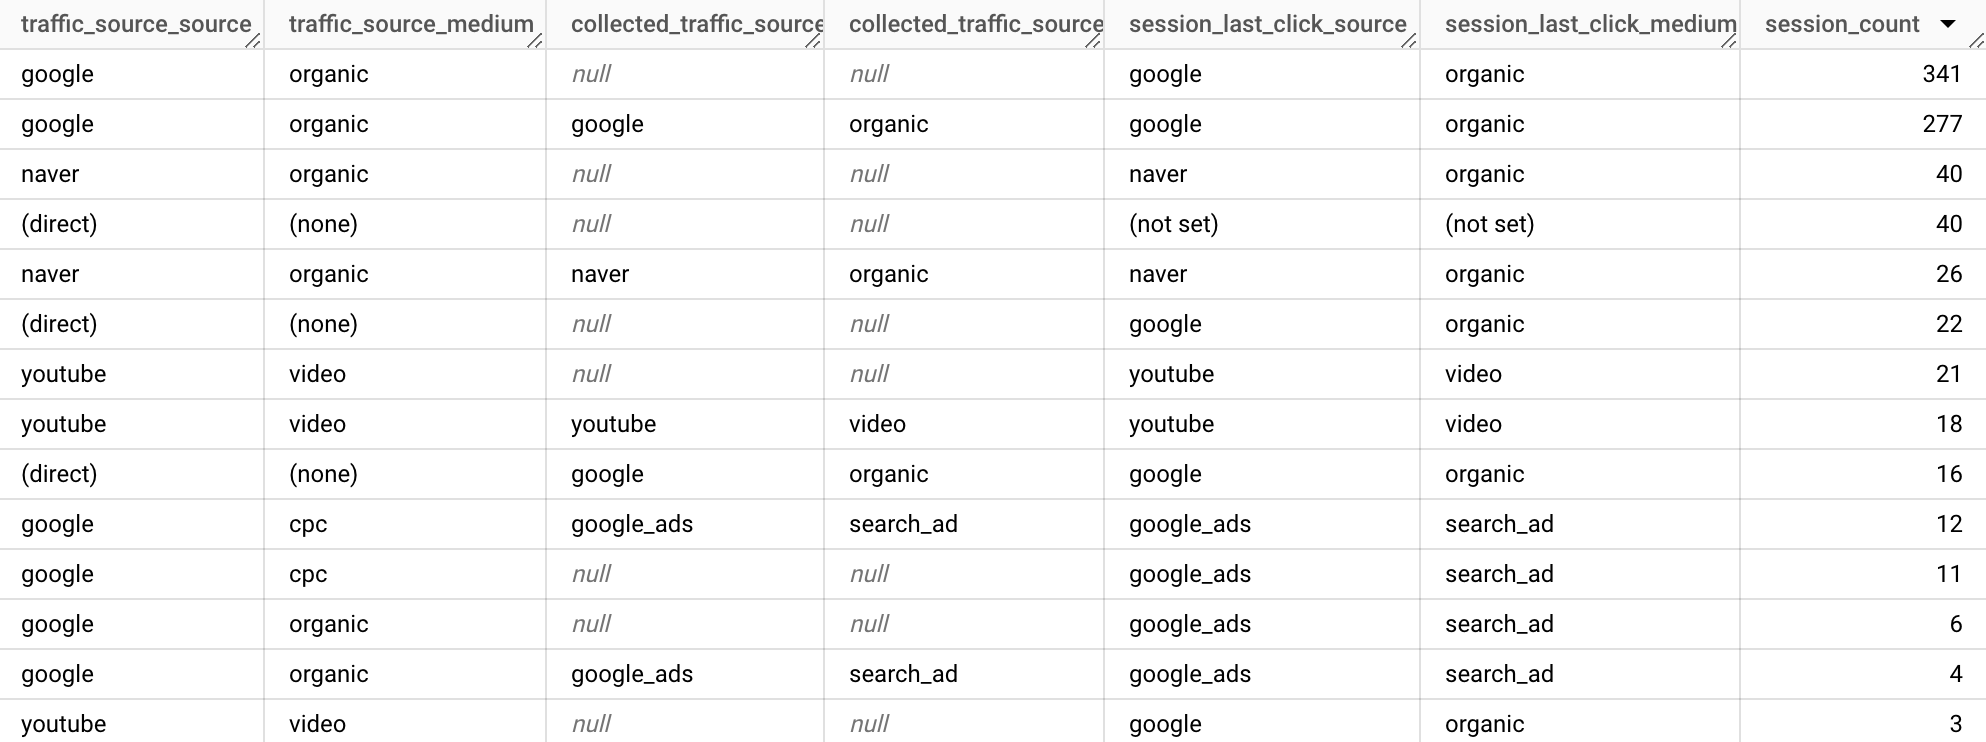 traffic_source_source traffic_source_medium collected_traffic_source collected_traffic_source session_last_click_source session_last_click_medium session_count
google organic null null google organic 341
google organic google organic google organic 277
naver organic null null naver organic 40
(direct) (none) null null (not set) (not set) 40
naver organic naver organic naver organic 26
(direct) (none) null null google organic 22
youtube video null null youtube video 21
youtube video youtube video youtube video 18
(direct) (none) google organic google organic 16
google cpc google_ads search_ad google_ads search_ad 12
google cpc null null google_ads search_ad 11
google organic null null google_ads search_ad 6
google organic google_ads search_ad google_ads search_ad 4
youtube video null null google organic 3